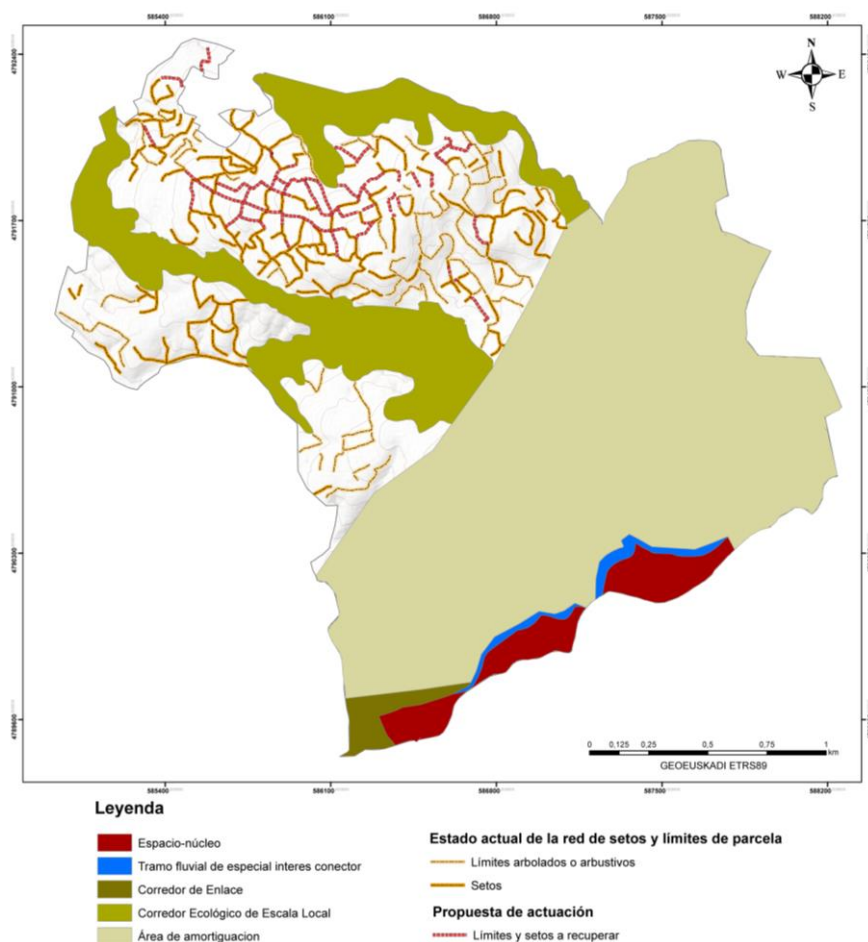 585400 586100 586800 587500 588200
4792400
N
W E
S
4791700
4791000
4790300
4789600
0 0,125 0,25 0,5 0,75 1
km
GEOEUSKADI ETRS89
585400 586100 586800 587500 588200
Leyenda
Espacio-núcleo
Tramo fluvial de especial interes conector
Corredor de Enlace
Corredor Ecológico de Escala Local
Área de amortiguacion
Estado actual de la red de setos y límites de parcela
Límites arbolados o arbustivos
Setos
Propuesta de actuación
Límites y setos a recuperar